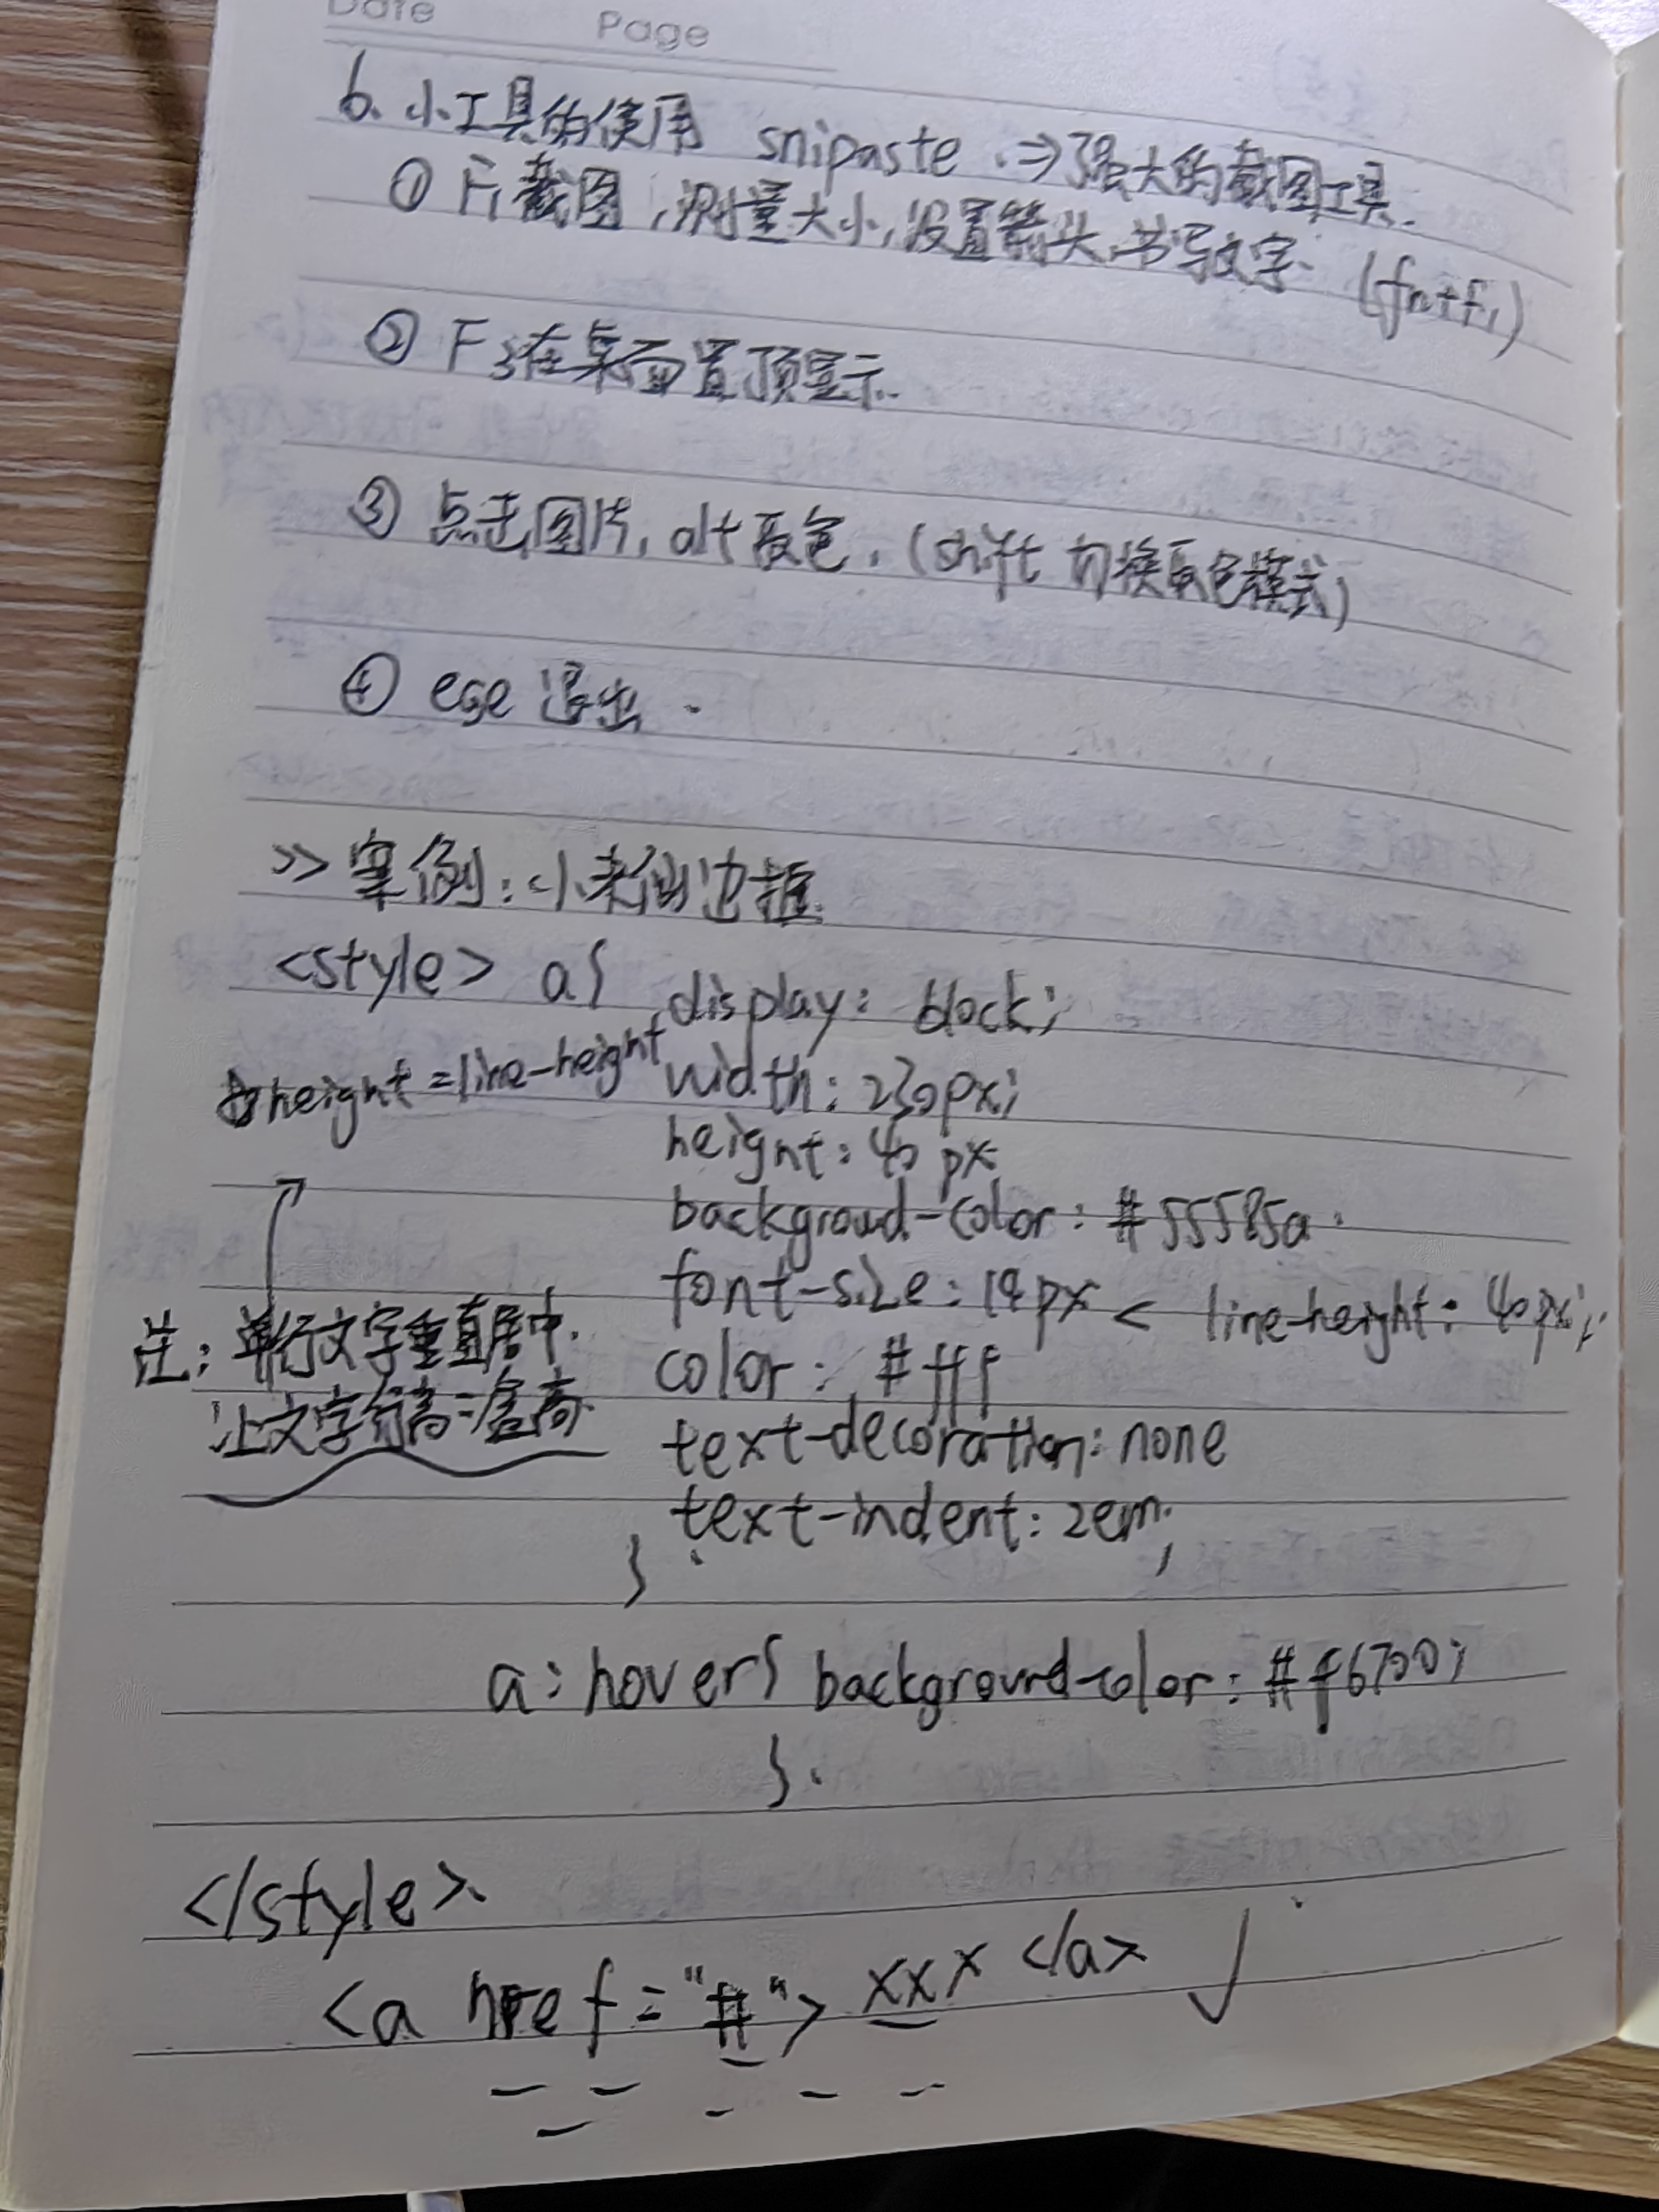 Date Page
6. 小工具的使用 snipaste ⇒强大的截图工具.
① F1截图,测量大小,设置箭头,书写文字. (fn+f1)
② F3在桌面置顶显示.
③ 点击图片, alt取色. (shift 切换取色模式)
④ ese 退出.
>> 案例:小米侧边框
<style> a{ display: block;
height=line-height width: 230px;
height: 40px
backgroud-color: #55585a.
font-size: 14px < line-height: 40px;
注: 单行文字垂直居中. color: #fff
让文字行高=盒高 text-decoration: none
text-indent: 2em;
}
a:hover{ background-color: #f6700;
}.
</style>
<a href="#"> xxx </a>